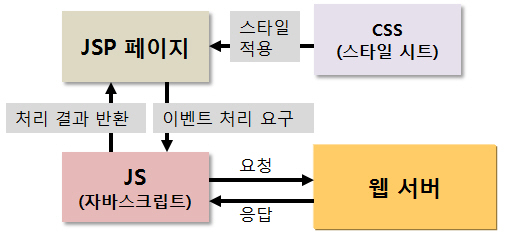 JSP 페이지
스타일
적용
CSS
(스타일 시트)
처리 결과 반환
이벤트 처리 요구
JS
(자바스크립트)
요청
응답
웹 서버